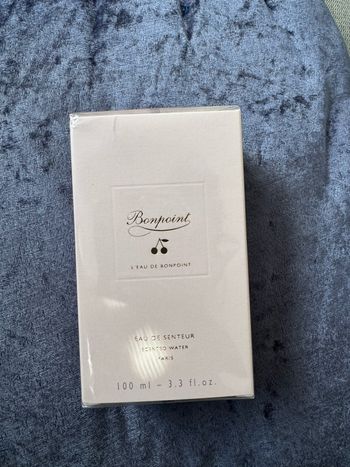 Bonpoint
L'EAU DE BONPOINT
EAU DE SENTEUR
SCENTED WATER
PARIS
100 ml – 3.3 fl.oz.